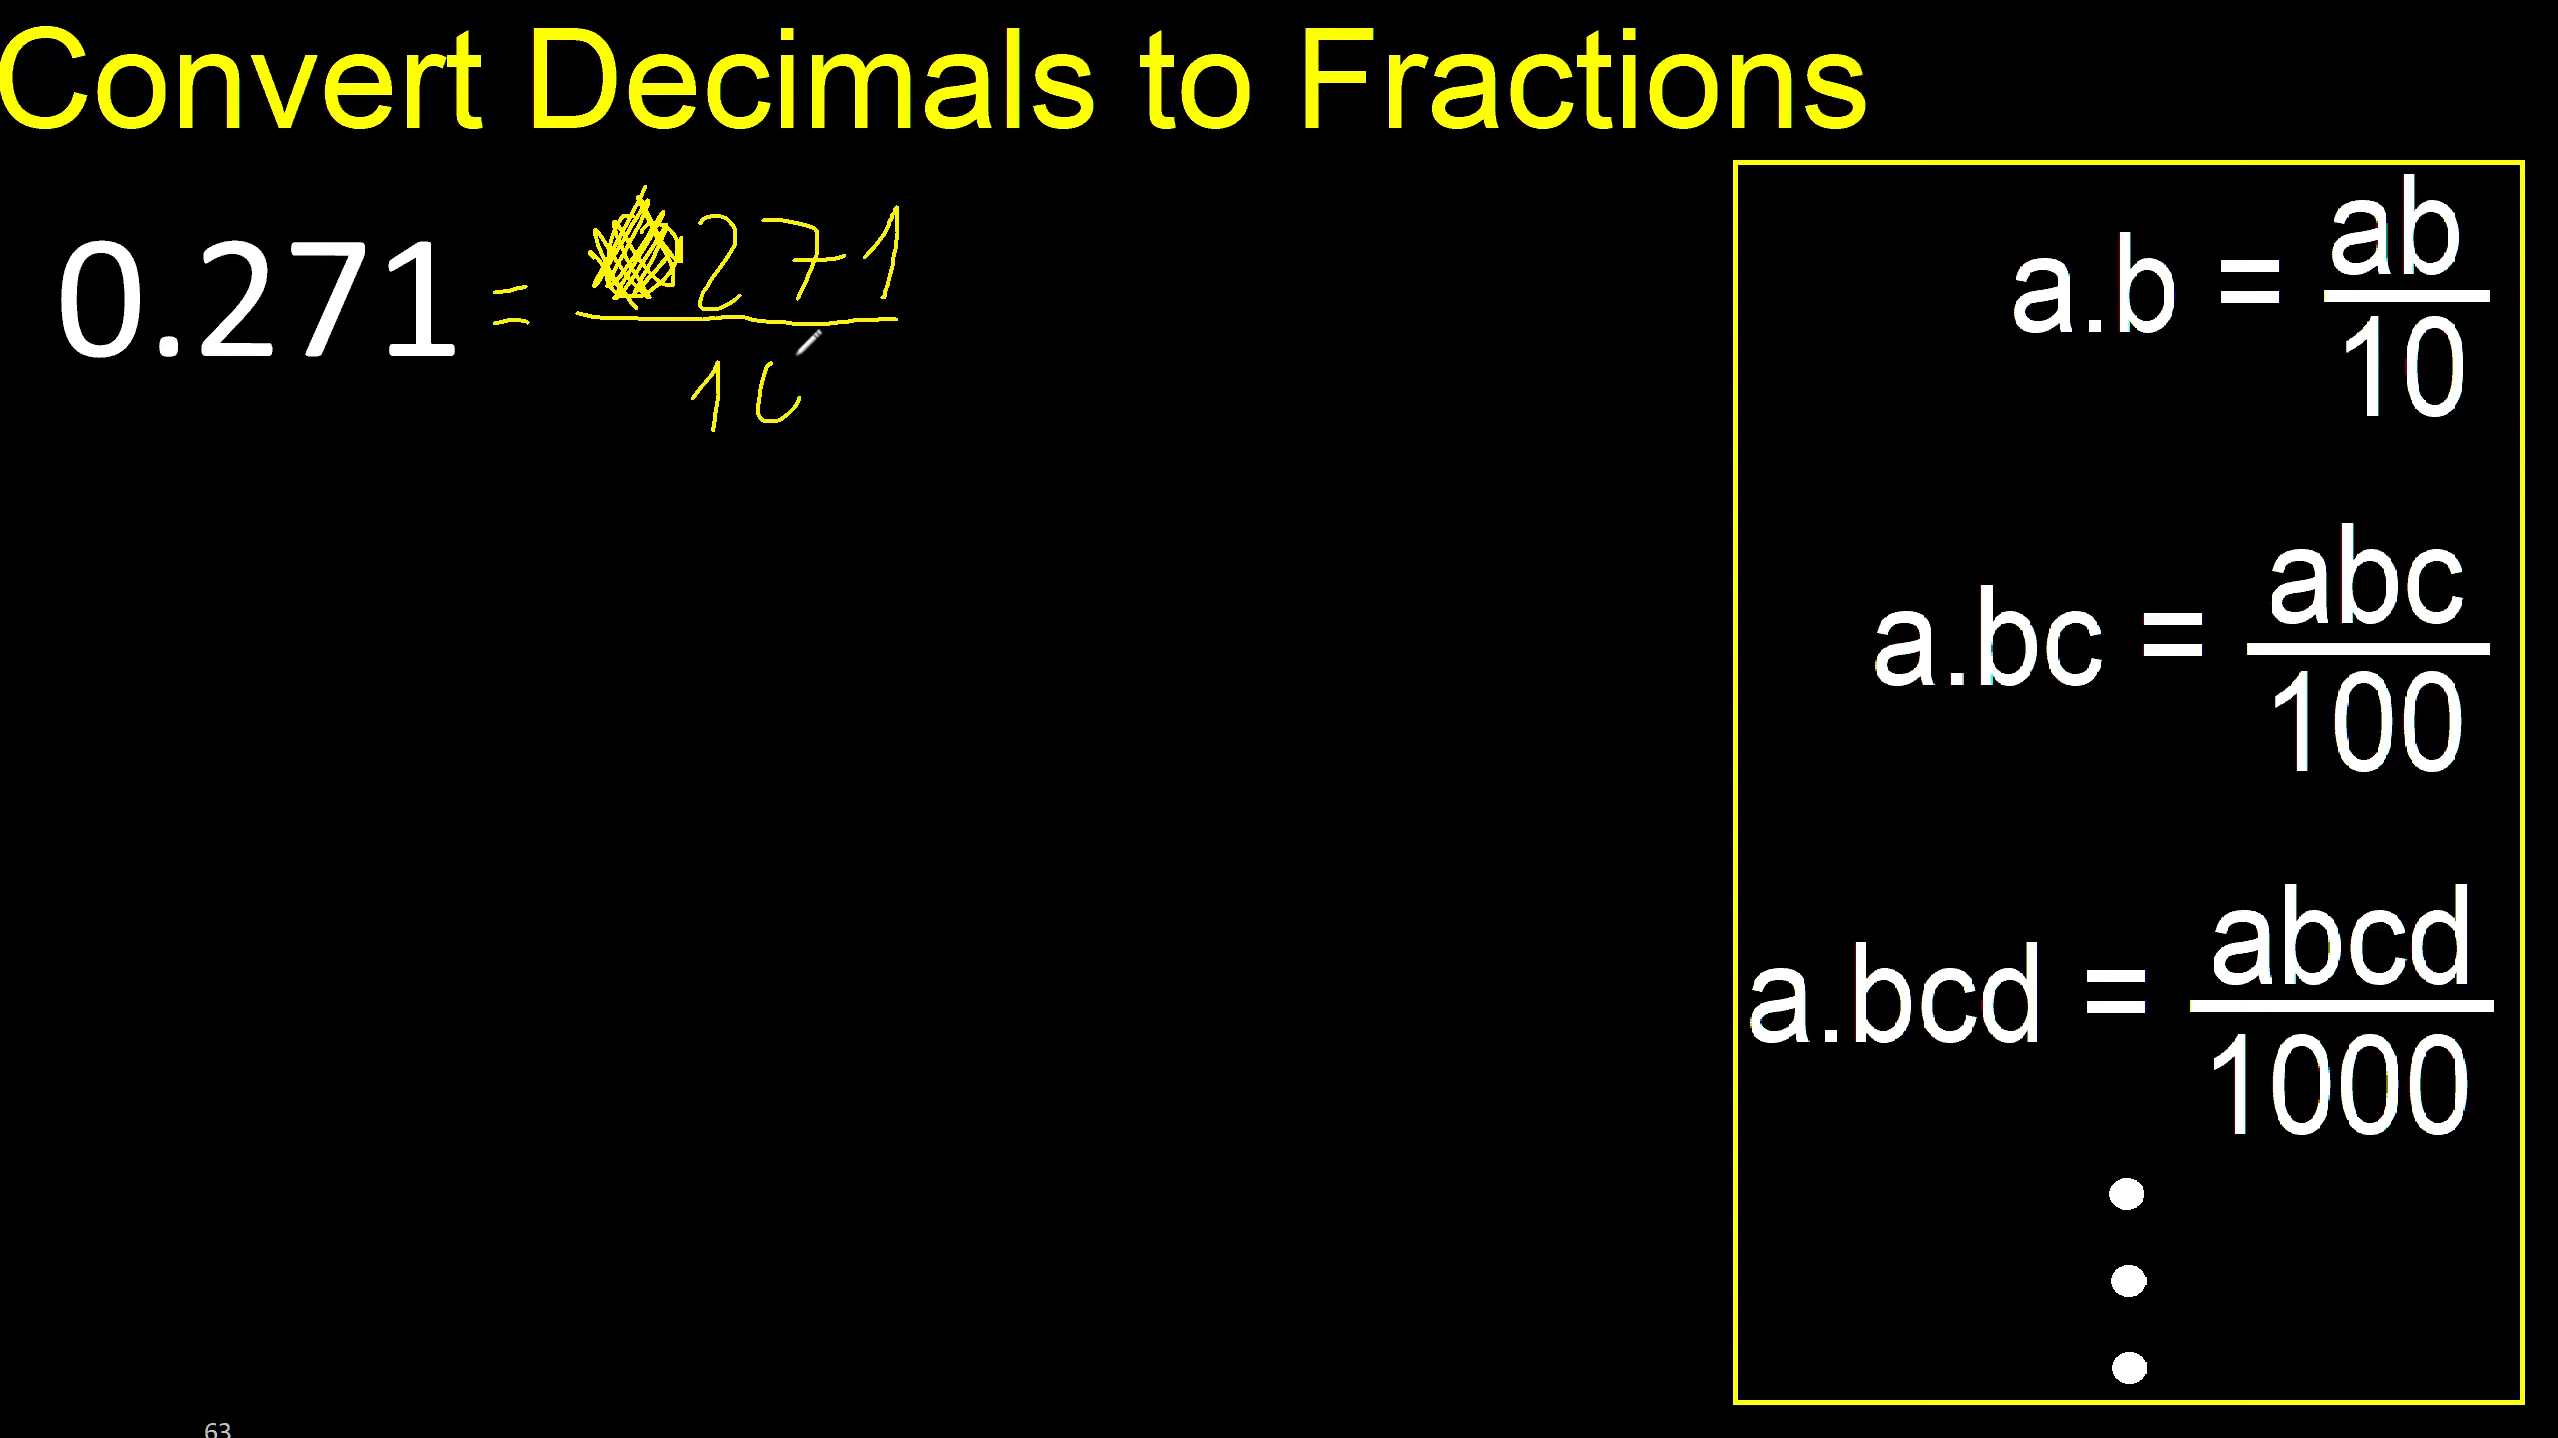 Convert Decimals to Fractions
0.271 = 271/10
a.b = ab/10
a.bc = abc/100
a.bcd = abcd/1000
63